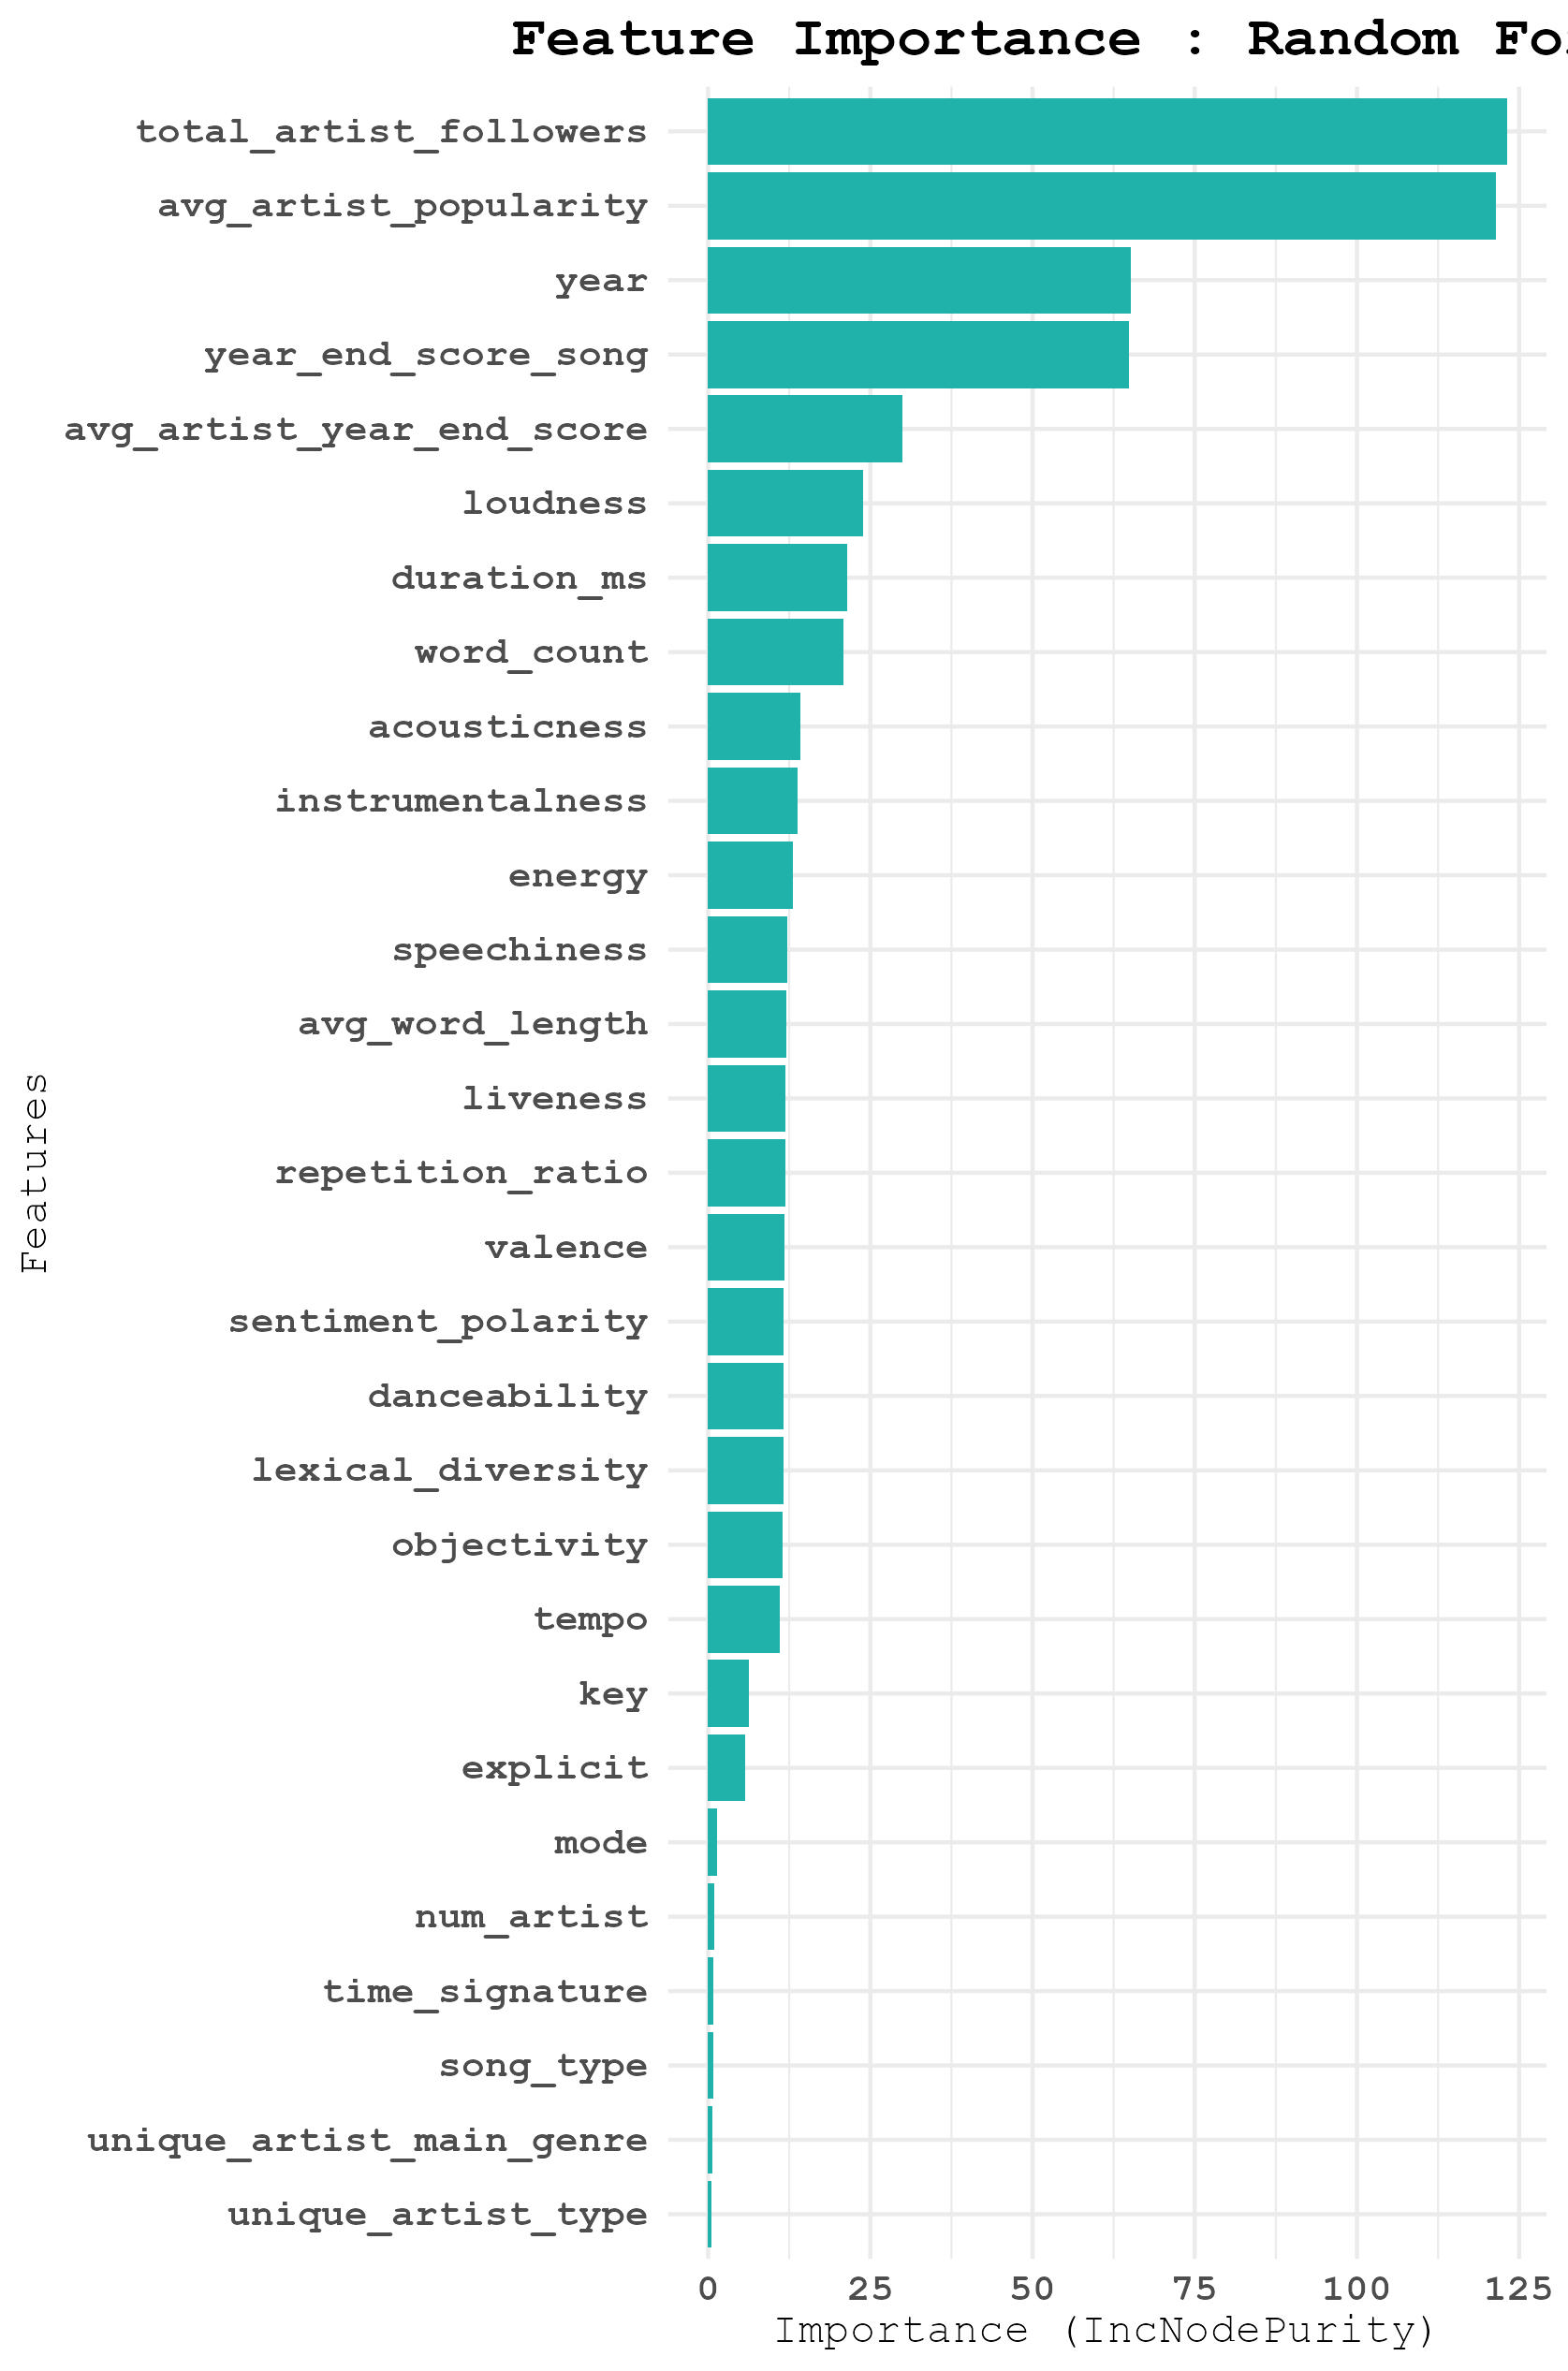 Feature Importance : Random Fo
total_artist_followers
avg_artist_popularity
year
year_end_score_song
avg_artist_year_end_score
loudness
duration_ms
word_count
acousticness
instrumentalness
energy
speechiness
avg_word_length
liveness
repetition_ratio
valence
sentiment_polarity
danceability
lexical_diversity
objectivity
tempo
key
explicit
mode
num_artist
time_signature
song_type
unique_artist_main_genre
unique_artist_type
Features
0 25 50 75 100 125
Importance (IncNodePurity)